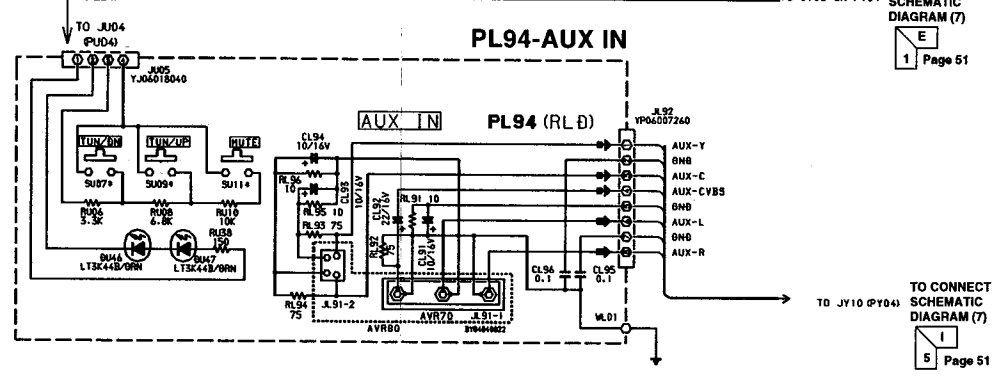 SCHEMATIC
DIAGRAM (7)
E
1 Page 51
TO JU04
(PU04)
PL94-AUX IN
JU05
YJ06018040
AUX IN
PL94 (RLD)
JL92
YP06007260
TUN/DN
TUN/UP
MUTE
SU07*
SU09*
SU11*
RU06
3.3K
RU08
6.8K
RU10
10K
RU38
150
DU46
LT3K44B/GRN
DU47
LT3K44B/GRN
CL94
10/16V
RL96
10
CL93
10/16V
RL95 10
RL93 75
CL92
22/16V
RL91 10
RL92
75
CL91
10/16V
JL91-2
RL94
75
AVR80
AVR70
JL91-1
CL96
0.1
CL95
0.1
WL01
AUX-Y
GND
AUX-C
AUX-CVBS
GND
AUX-L
GND
AUX-R
TO JY10 (PY04)
TO CONNECT
SCHEMATIC
DIAGRAM (7)
I
5 Page 51